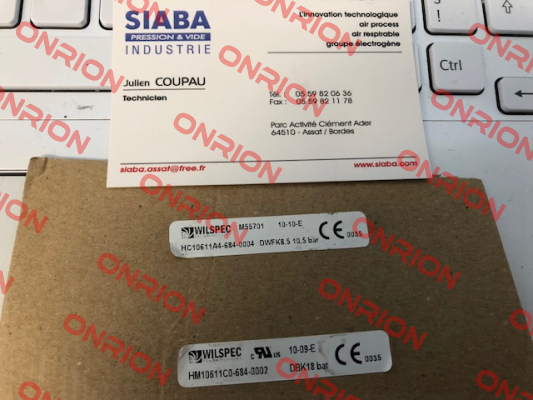 SIABA
PRESSION & VIDE
INDUSTRIE
L'innovation technologique
air process
air respirable
groupe électrogène
Julien COUPAU
Technicien
Tél. : 05 59 82 06 36
Fax : 05 59 82 11 78
Parc Activité Clément Ader
64510 - Assat / Bordes
siaba.assat@free.fr
www.siaba.com
Ctrl
WILSPEC M55701 10-10-E CE 0035
HC10611A4-684-0004 DWFK8.5 10.5 bar
WILSPEC c UR us 10-09-E CE 0035
HM10611C0-684-0002 DBK18 bar
ONRION